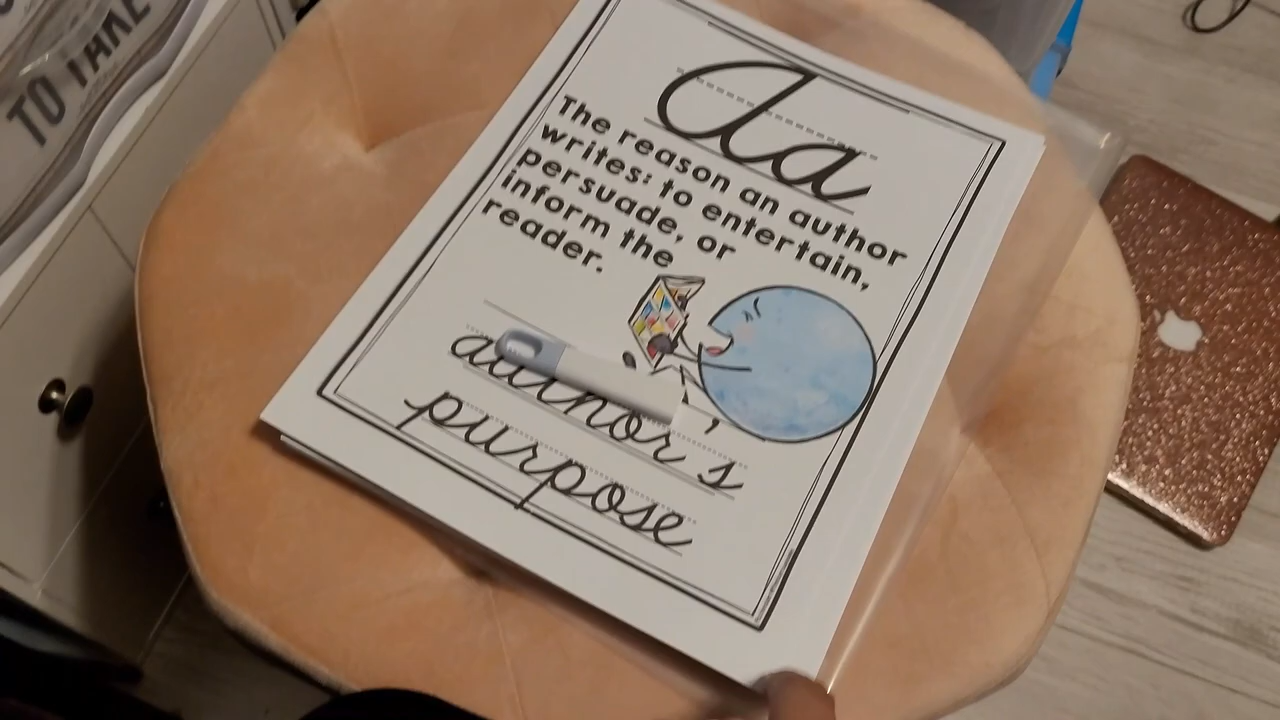 TO TAKE
Aa
The reason an author
writes: to entertain,
persuade, or
inform the
reader.
author's
purpose